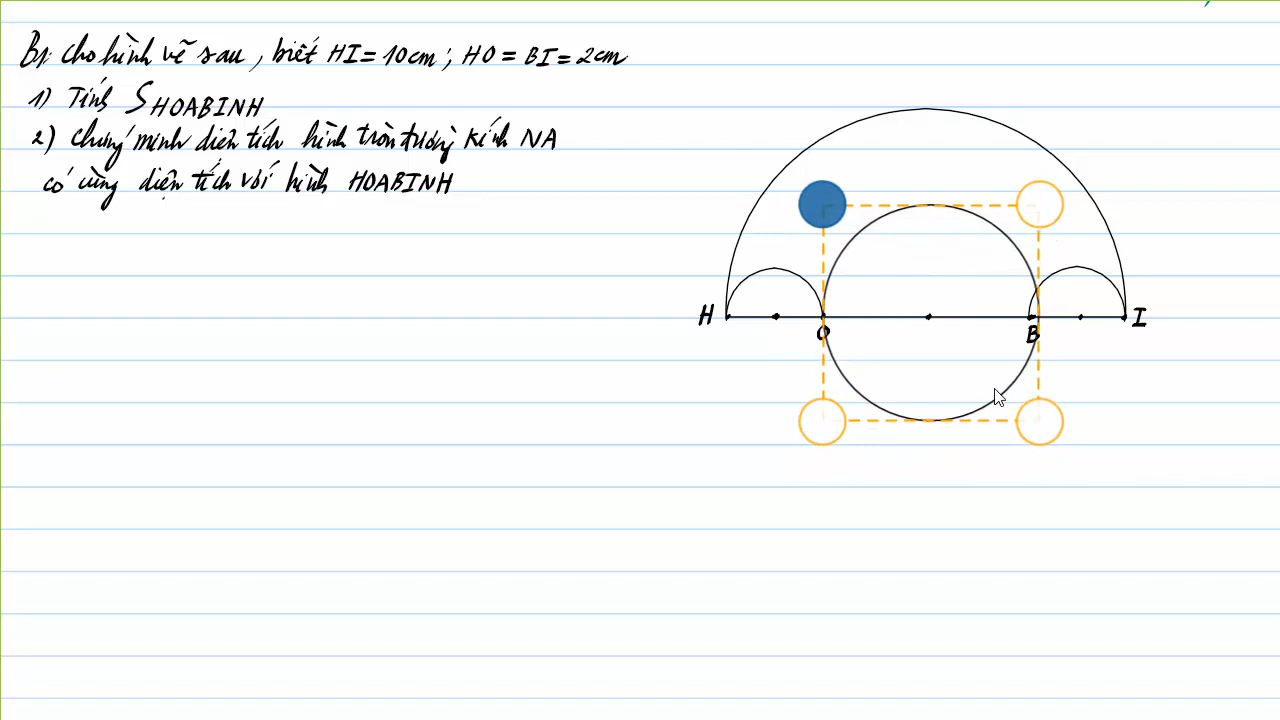 B1: Cho hình vẽ sau, biết HI = 10cm; HO = BI = 2cm
1) Tính S HOABINH
2) Chứng minh diện tích hình tròn đường kính NA
có cùng diện tích với hình HOABINH
H O B I